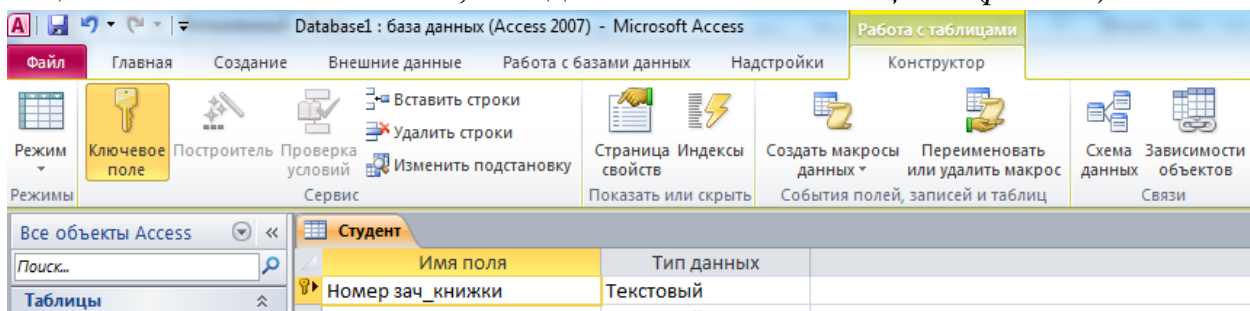 Database1 : база данных (Access 2007) - Microsoft Access
Работа с таблицами
Файл Главная Создание Внешние данные Работа с базами данных Надстройки Конструктор
Режим
Ключевое поле
Построитель
Проверка условий
Вставить строки
Удалить строки
Изменить подстановку
Страница свойств
Индексы
Создать макросы данных
Переименовать или удалить макрос
Схема данных
Зависимости объектов
Режимы Сервис Показать или скрыть События полей, записей и таблиц Связи
Все объекты Access «
Студент
Поиск...
Имя поля Тип данных
Таблицы
Номер зач_книжки Текстовый